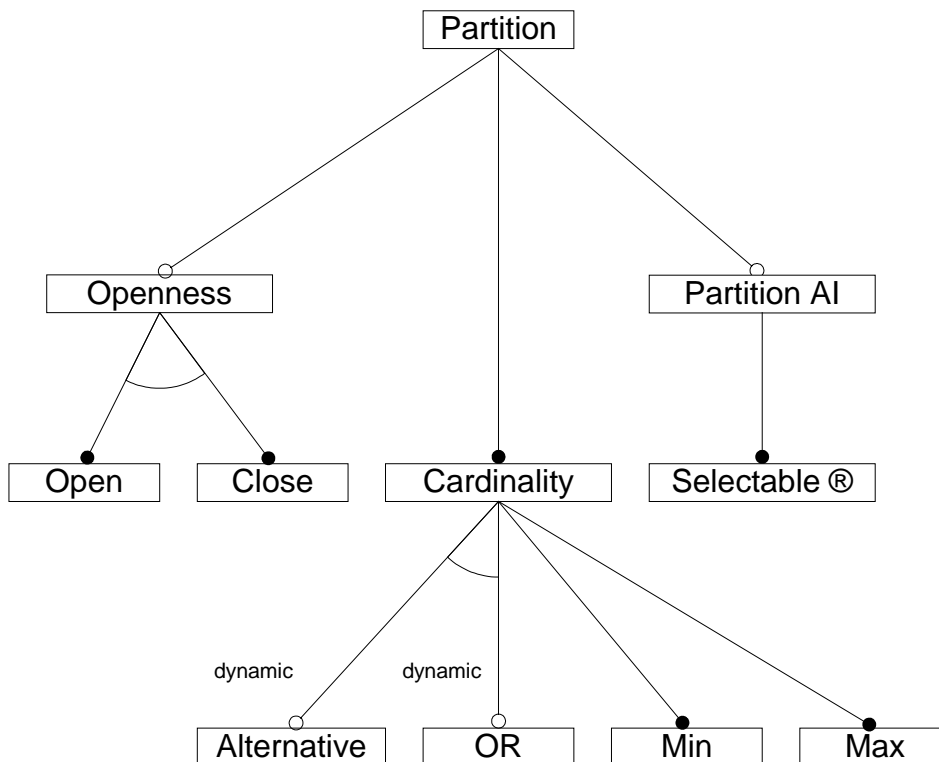 Partition
Openness
Partition AI
Open
Close
Cardinality
Selectable ®
dynamic
dynamic
Alternative
OR
Min
Max